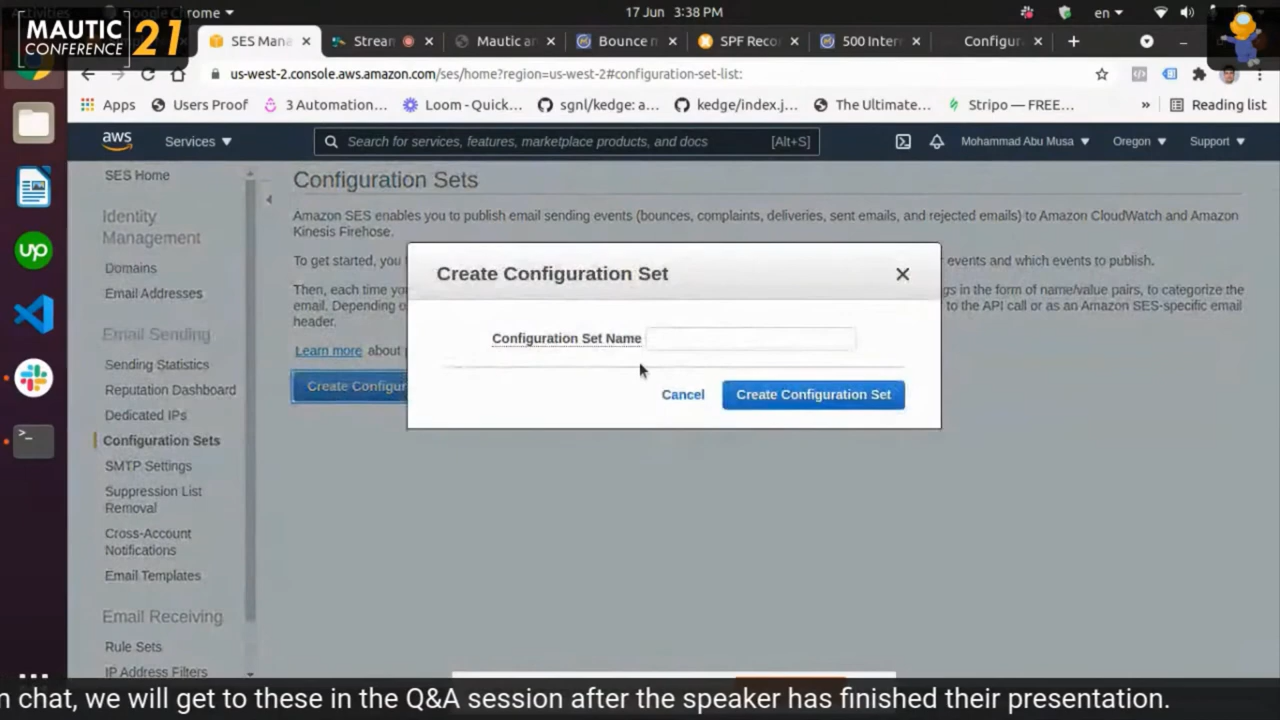 Activities
Google Chrome
17 Jun 3:38 PM
en
MAUTIC
CONFERENCE 21
SES Mana
Stream
Mautic an
Bounce n
SPF Reco
500 Inter
Configur
us-west-2.console.aws.amazon.com/ses/home?region=us-west-2#configuration-set-list:
Apps
Users Proof
3 Automation...
Loom - Quick...
sgnl/kedge: a...
kedge/index.j...
The Ultimate...
Stripo — FREE...
»
Reading list
aws
Services
Search for services, features, marketplace products, and docs
[Alt+S]
Mohammad Abu Musa
Oregon
Support
SES Home
Identity
Management
Domains
Email Addresses
Email Sending
Sending Statistics
Reputation Dashboard
Dedicated IPs
Configuration Sets
SMTP Settings
Suppression List
Removal
Cross-Account
Notifications
Email Templates
Email Receiving
Rule Sets
IP Address Filters
Configuration Sets
Amazon SES enables you to publish email sending events (bounces, complaints, deliveries, sent emails, and rejected emails) to Amazon CloudWatch and Amazon
Kinesis Firehose.
To get started, you events and which events to publish.
Then, each time yo gs in the form of name/value pairs, to categorize the
email. Depending o to the API call or as an Amazon SES-specific email
header.
Learn more about
Create Configur
Create Configuration Set
Configuration Set Name
Cancel
Create Configuration Set
up
n chat, we will get to these in the Q&A session after the speaker has finished their presentation.